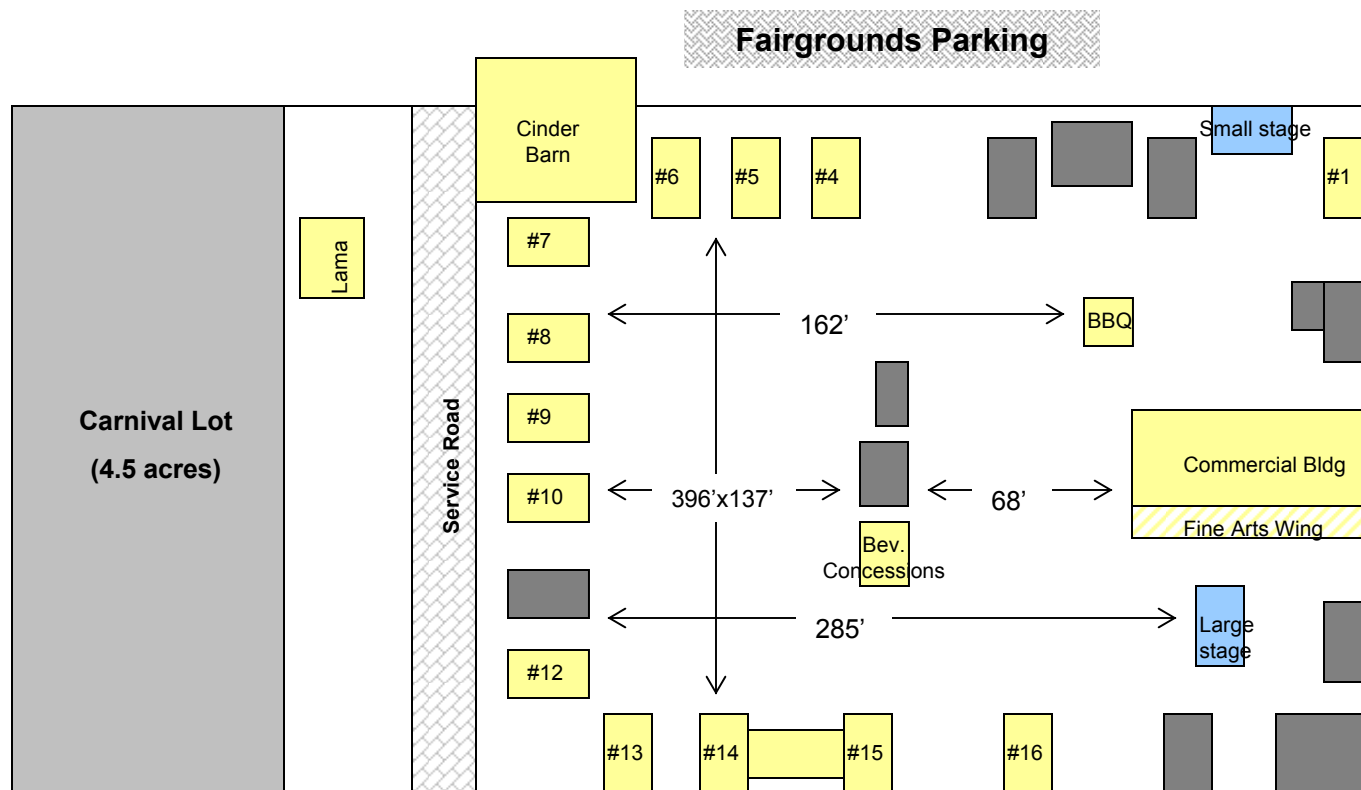 Fairgrounds Parking
Cinder
Barn
Small stage
#6
#5
#4
#1
#7
Lama
162’
BBQ
#8
#9
Carnival Lot
(4.5 acres)
Service Road
Commercial Bldg
#10
396’x137’
68’
Fine Arts Wing
Bev.
Concessions
285’
Large
stage
#12
#13
#14
#15
#16